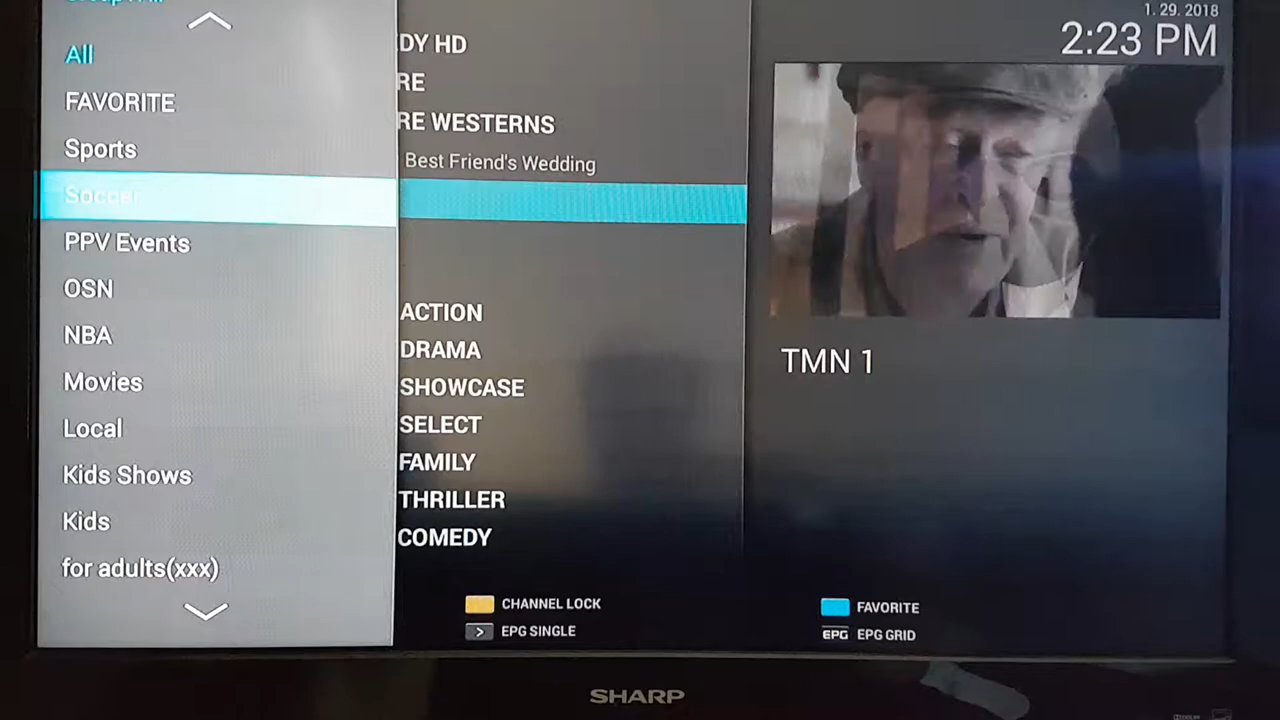 All
FAVORITE
Sports
Soccer
PPV Events
OSN
NBA
Movies
Local
Kids Shows
Kids
for adults(xxx)
DY HD
RE
RE WESTERNS
Best Friend's Wedding
ACTION
DRAMA
SHOWCASE
SELECT
FAMILY
THRILLER
COMEDY
CHANNEL LOCK
> EPG SINGLE
FAVORITE
EPG EPG GRID
1. 29. 2018
2:23 PM
TMN 1
SHARP